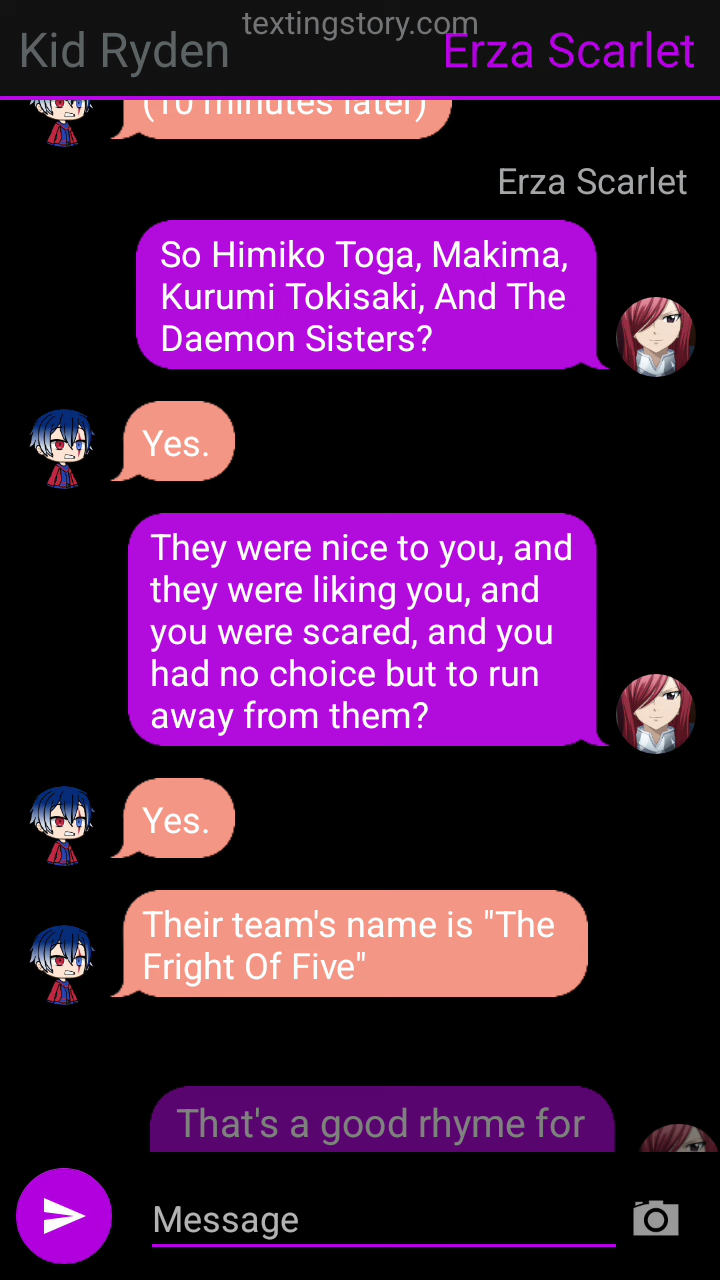 textingstory.com
Kid Ryden
Erza Scarlet
(10 minutes later)
Erza Scarlet
So Himiko Toga, Makima,
Kurumi Tokisaki, And The
Daemon Sisters?
Yes.
They were nice to you, and
they were liking you, and
you were scared, and you
had no choice but to run
away from them?
Yes.
Their team's name is "The
Fright Of Five"
That's a good rhyme for
Message